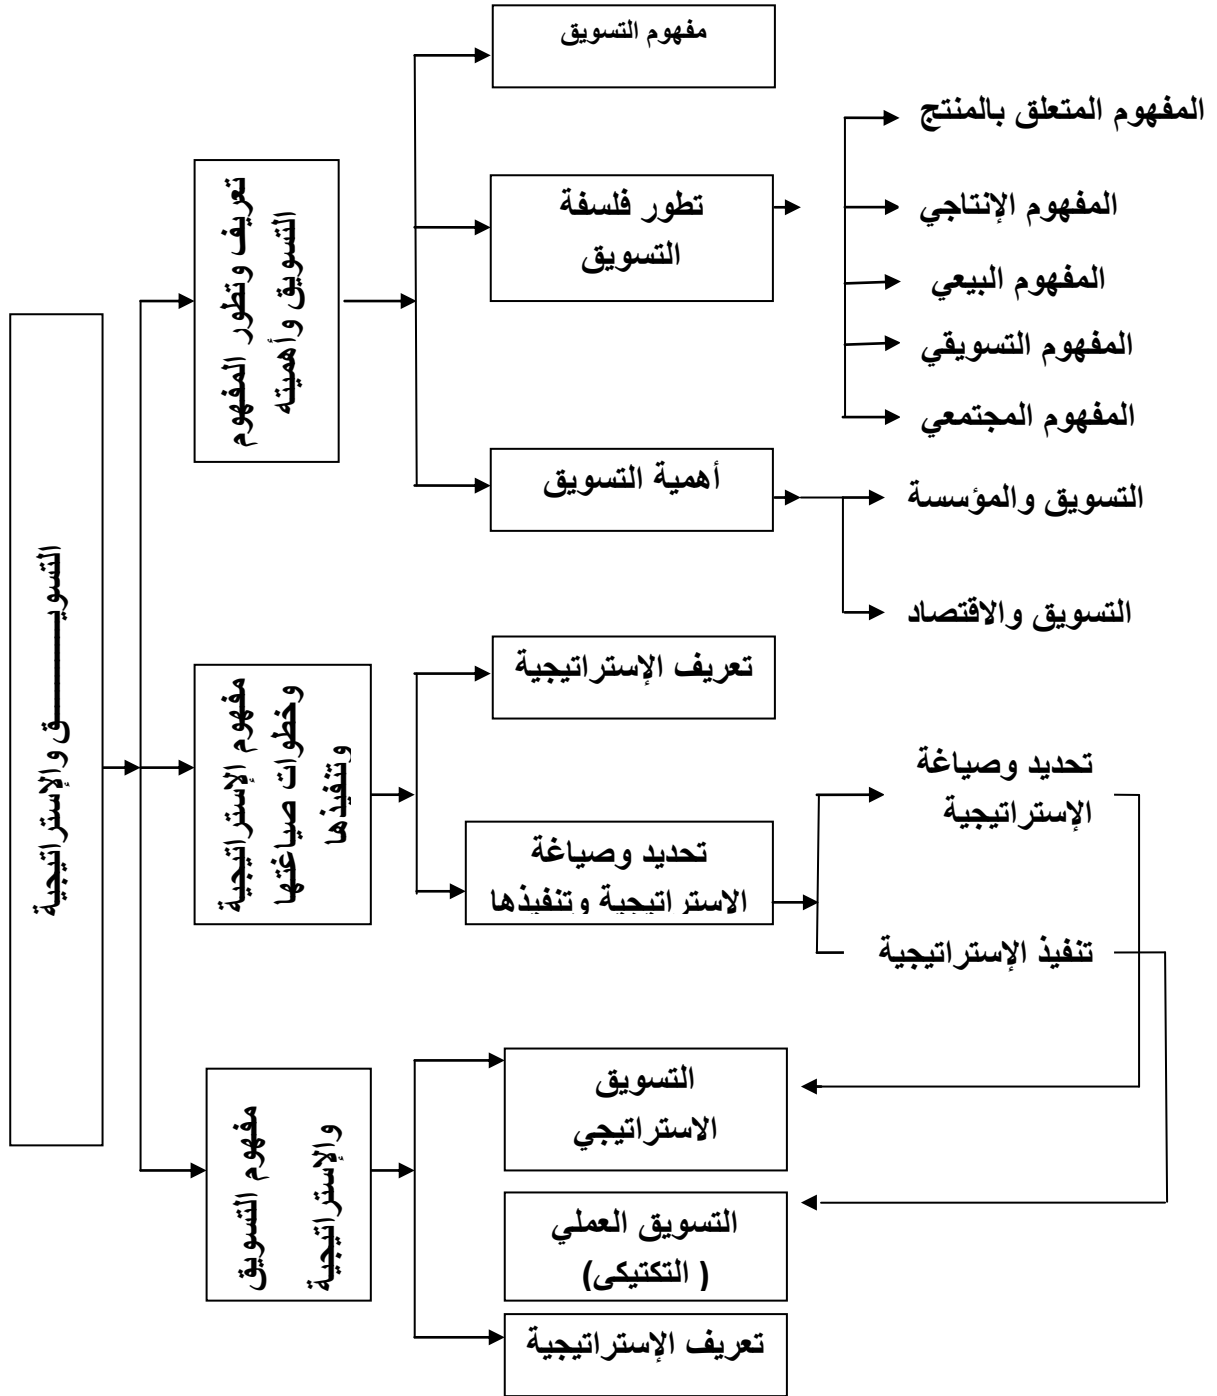 مفهوم التسويق
المفهوم المتعلق بالمنتج
تعريف وتطور المفهوم
التسويق وأهميته
تطور فلسفة
التسويق
المفهوم الإنتاجي
المفهوم البيعي
المفهوم التسويقي
المفهوم المجتمعي
أهمية التسويق
التسويق والمؤسسة
التسويق والاقتصاد
التسويـــــــــق والإستراتيجية
مفهوم الإستراتيجية
وخطوات صياغتها
وتنفيذها
تعريف الإستراتيجية
تحديد وصياغة
الإستراتيجية
تحديد وصياغة
الاستراتيجية وتنفيذها
تنفيذ الإستراتيجية
مفهوم التسويق
والإستراتيجية
التسويق
الاستراتيجي
التسويق العملي
( التكتيكي)
تعريف الإستراتيجية